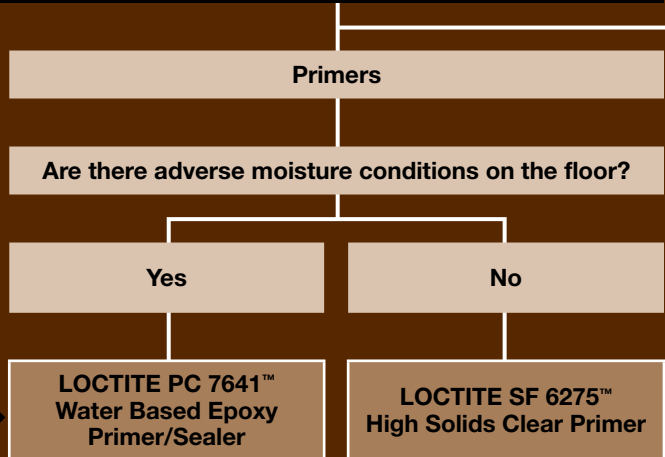 Primers
Are there adverse moisture conditions on the floor?
Yes
No
LOCTITE PC 7641™
Water Based Epoxy
Primer/Sealer
LOCTITE SF 6275™
High Solids Clear Primer